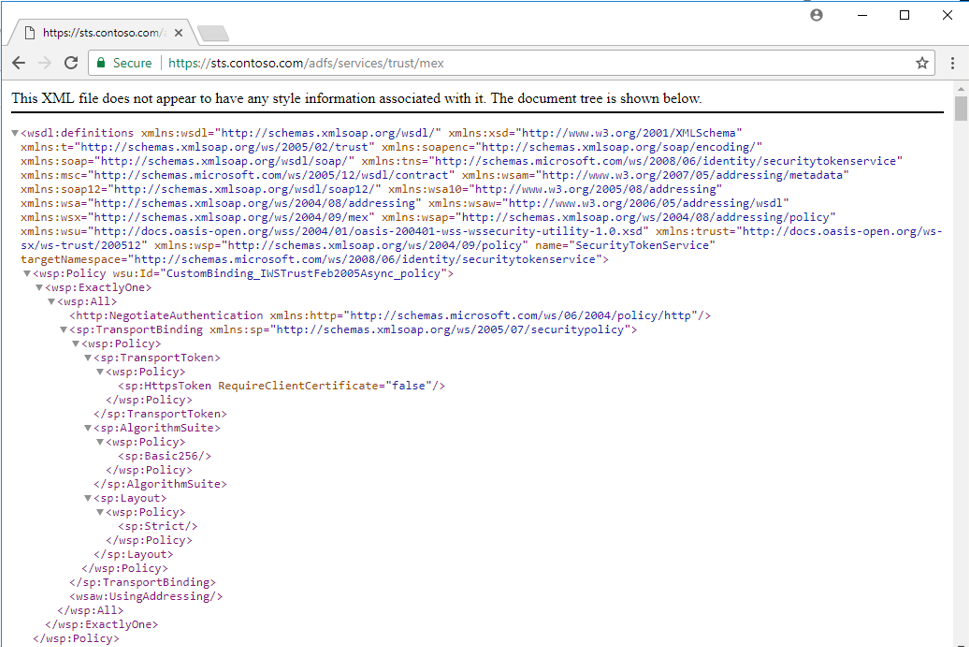 https://sts.contoso.com/a
Secure https://sts.contoso.com/adfs/services/trust/mex
This XML file does not appear to have any style information associated with it. The document tree is shown below.
<wsdl:definitions xmlns:wsdl="http://schemas.xmlsoap.org/wsdl/" xmlns:xsd="http://www.w3.org/2001/XMLSchema"
xmlns:t="http://schemas.xmlsoap.org/ws/2005/02/trust" xmlns:soapenc="http://schemas.xmlsoap.org/soap/encoding/"
xmlns:soap="http://schemas.xmlsoap.org/wsdl/soap/" xmlns:tns="http://schemas.microsoft.com/ws/2008/06/identity/securitytokenservice"
xmlns:msc="http://schemas.microsoft.com/ws/2005/12/wsdl/contract" xmlns:wsam="http://www.w3.org/2007/05/addressing/metadata"
xmlns:soap12="http://schemas.xmlsoap.org/wsdl/soap12/" xmlns:wsa10="http://www.w3.org/2005/08/addressing"
xmlns:wsa="http://schemas.xmlsoap.org/ws/2004/08/addressing" xmlns:wsaw="http://www.w3.org/2006/05/addressing/wsdl"
xmlns:wsx="http://schemas.xmlsoap.org/ws/2004/09/mex" xmlns:wsap="http://schemas.xmlsoap.org/ws/2004/08/addressing/policy"
xmlns:wsu="http://docs.oasis-open.org/wss/2004/01/oasis-200401-wss-wssecurity-utility-1.0.xsd" xmlns:trust="http://docs.oasis-open.org/ws-
sx/ws-trust/200512" xmlns:wsp="http://schemas.xmlsoap.org/ws/2004/09/policy" name="SecurityTokenService"
targetNamespace="http://schemas.microsoft.com/ws/2008/06/identity/securitytokenservice">
<wsp:Policy wsu:Id="CustomBinding_IWSTrustFeb2005Async_policy">
<wsp:ExactlyOne>
<wsp:All>
<http:NegotiateAuthentication xmlns:http="http://schemas.microsoft.com/ws/06/2004/policy/http"/>
<sp:TransportBinding xmlns:sp="http://schemas.xmlsoap.org/ws/2005/07/securitypolicy">
<wsp:Policy>
<sp:TransportToken>
<wsp:Policy>
<sp:HttpsToken RequireClientCertificate="false"/>
</wsp:Policy>
</sp:TransportToken>
<sp:AlgorithmSuite>
<wsp:Policy>
<sp:Basic256/>
</wsp:Policy>
</sp:AlgorithmSuite>
<sp:Layout>
<wsp:Policy>
<sp:Strict/>
</wsp:Policy>
</sp:Layout>
</wsp:Policy>
</sp:TransportBinding>
<wsaw:UsingAddressing/>
</wsp:All>
</wsp:ExactlyOne>
</wsp:Policy>